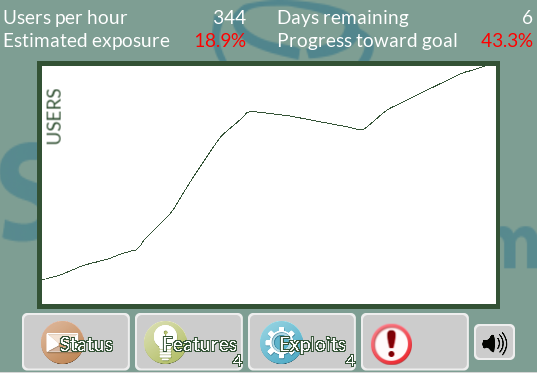 Users per hour 344 Days remaining 6
Estimated exposure 18.9% Progress toward goal 43.3%
USERS
Status Features 4 Exploits 4